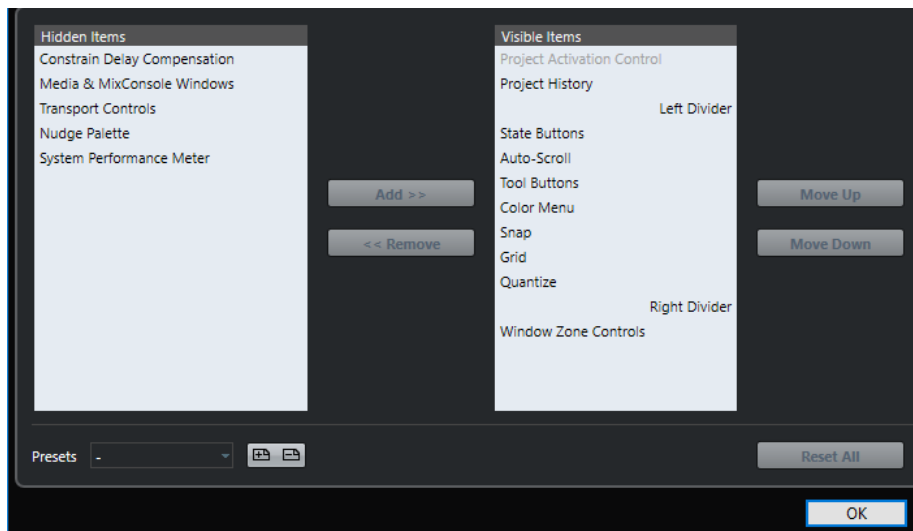 Hidden Items
Constrain Delay Compensation
Media & MixConsole Windows
Transport Controls
Nudge Palette
System Performance Meter
Add >>
<< Remove
Visible Items
Project Activation Control
Project History
Left Divider
State Buttons
Auto-Scroll
Tool Buttons
Color Menu
Snap
Grid
Quantize
Right Divider
Window Zone Controls
Move Up
Move Down
Presets -
Reset All
OK